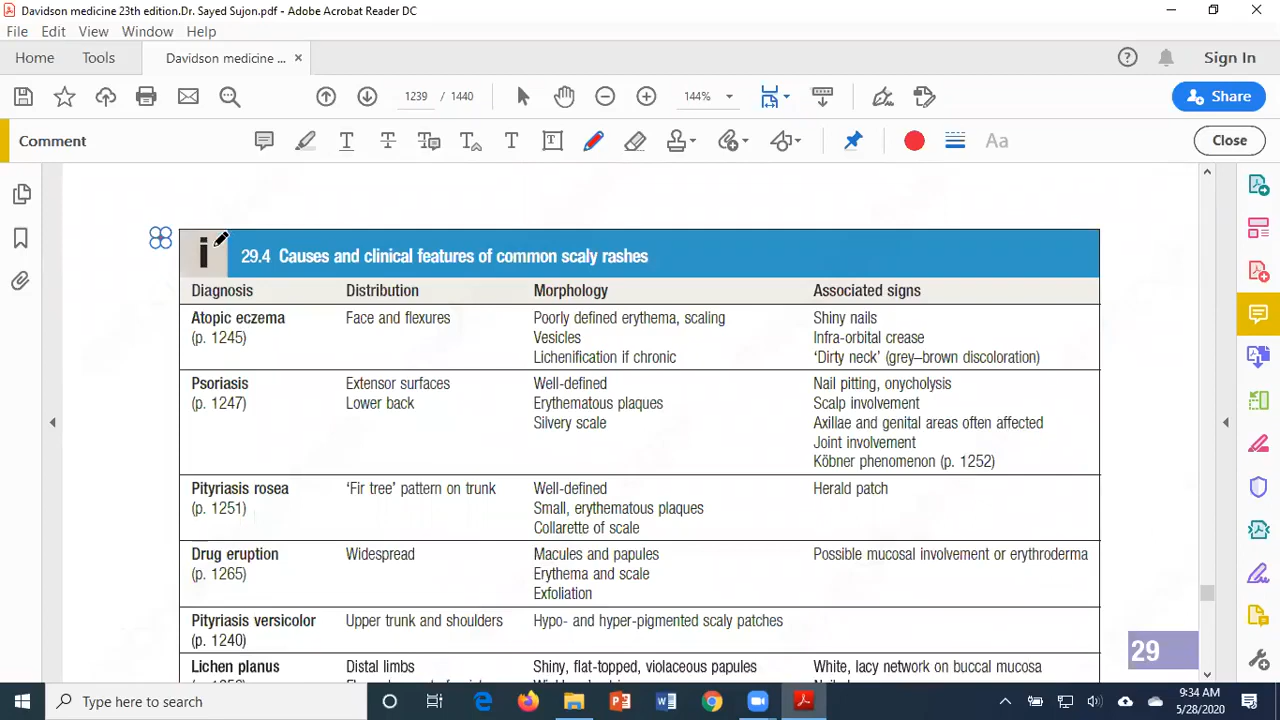 Davidson medicine 23th edition.Dr. Sayed Sujon.pdf - Adobe Acrobat Reader DC
File Edit View Window Help
Home Tools Davidson medicine ... × Sign In
1239 / 1440 144% Share
Comment Aa Close
i 29.4 Causes and clinical features of common scaly rashes
Diagnosis Distribution Morphology Associated signs
Atopic eczema Face and flexures Poorly defined erythema, scaling Shiny nails
(p. 1245) Vesicles Infra-orbital crease
Lichenification if chronic ‘Dirty neck’ (grey–brown discoloration)
Psoriasis Extensor surfaces Well-defined Nail pitting, onycholysis
(p. 1247) Lower back Erythematous plaques Scalp involvement
Silvery scale Axillae and genital areas often affected
Joint involvement
Köbner phenomenon (p. 1252)
Pityriasis rosea ‘Fir tree’ pattern on trunk Well-defined Herald patch
(p. 1251) Small, erythematous plaques
Collarette of scale
Drug eruption Widespread Macules and papules Possible mucosal involvement or erythroderma
(p. 1265) Erythema and scale
Exfoliation
Pityriasis versicolor Upper trunk and shoulders Hypo- and hyper-pigmented scaly patches
(p. 1240)
29
Lichen planus Distal limbs Shiny, flat-topped, violaceous papules White, lacy network on buccal mucosa
Type here to search 9:34 AM
5/28/2020